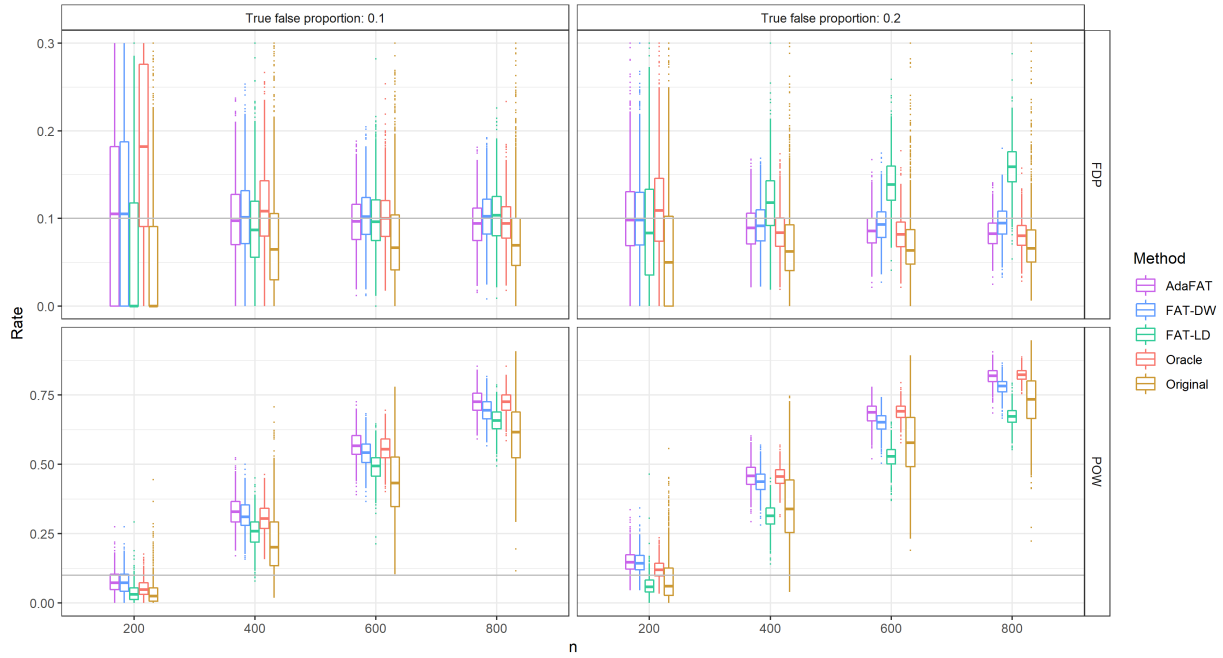 True false proportion: 0.1
True false proportion: 0.2
0.3
0.2
0.1
0.0
FDP
Rate
0.75
0.50
0.25
0.00
POW
200
400
600
800
200
400
600
800
n
Method
AdaFAT
FAT-DW
FAT-LD
Oracle
Original